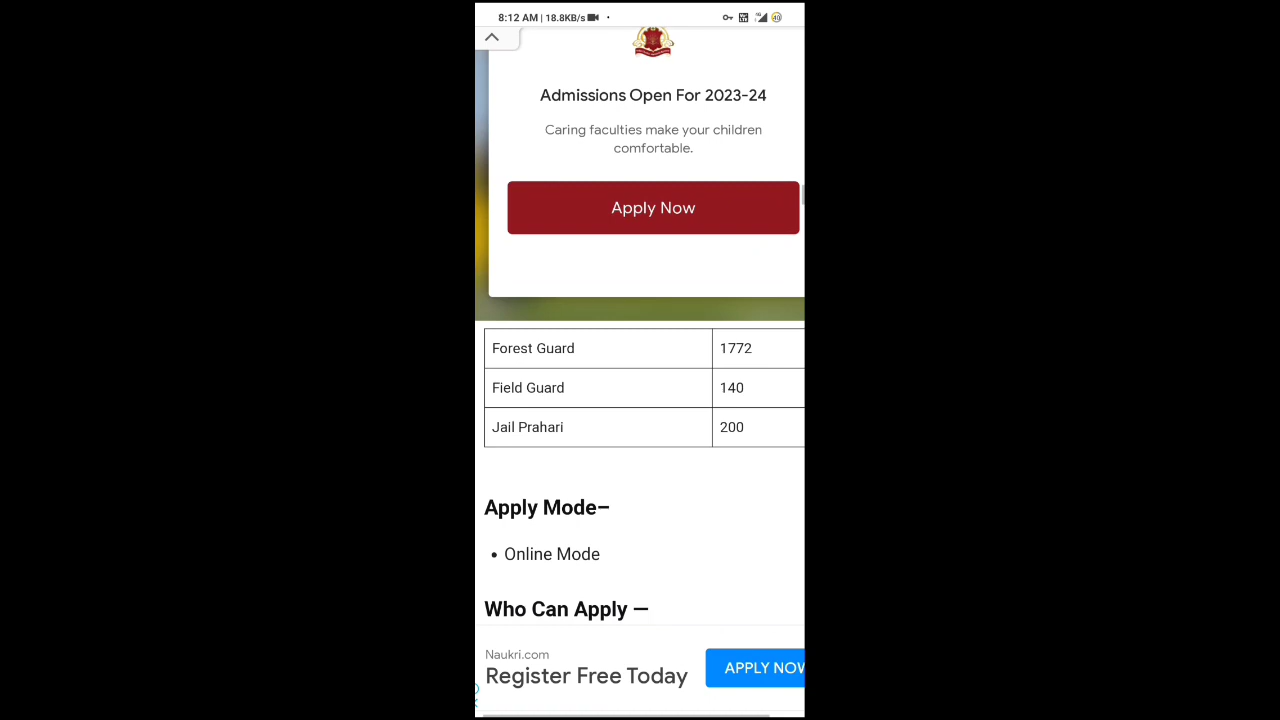 8:12 AM | 18.8KB/s
Admissions Open For 2023-24
Caring faculties make your children
comfortable.
Apply Now
Forest Guard 1772
Field Guard 140
Jail Prahari 200
Apply Mode–
• Online Mode
Who Can Apply —
Naukri.com
Register Free Today
APPLY NOW